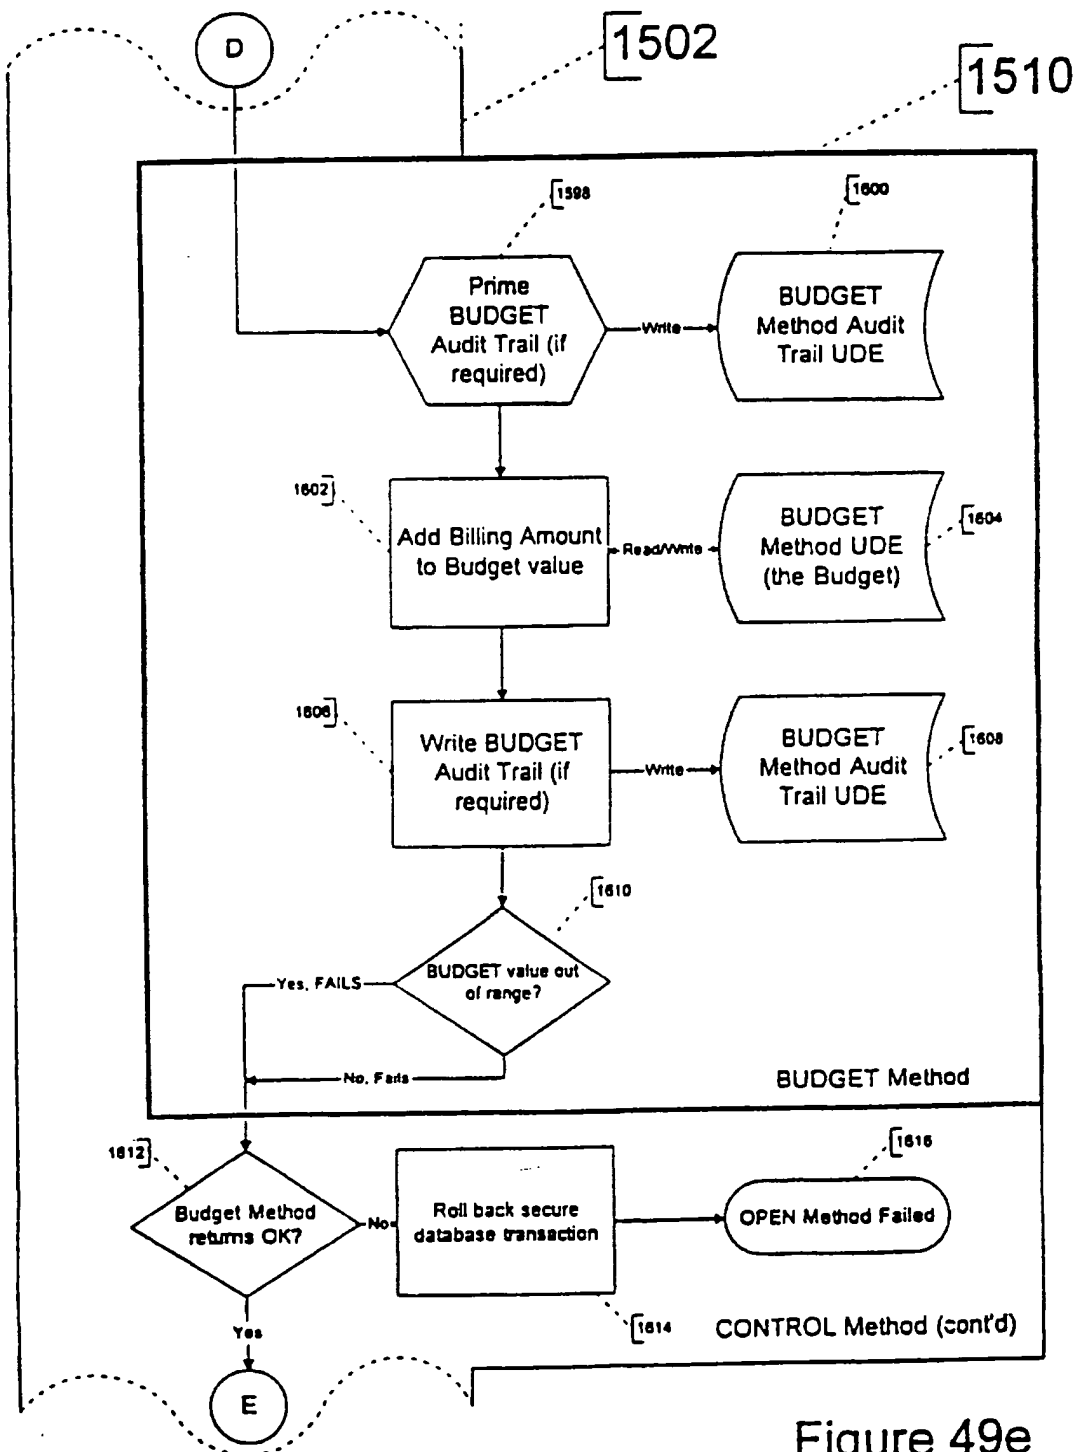 D
1502
1510
1598
1600
Prime
BUDGET
Audit Trail (if
required)
Write
BUDGET
Method Audit
Trail UDE
1602
Add Billing Amount
to Budget value
Read/Write
BUDGET
Method UDE
(the Budget)
1604
1606
Write BUDGET
Audit Trail (if
required)
Write
BUDGET
Method Audit
Trail UDE
1608
1610
BUDGET value out
of range?
Yes, FAILS
No, Fails
BUDGET Method
1612
Budget Method
returns OK?
No
Roll back secure
database transaction
1616
OPEN Method Failed
1614
CONTROL Method (cont'd)
Yes
E
Figure 49e